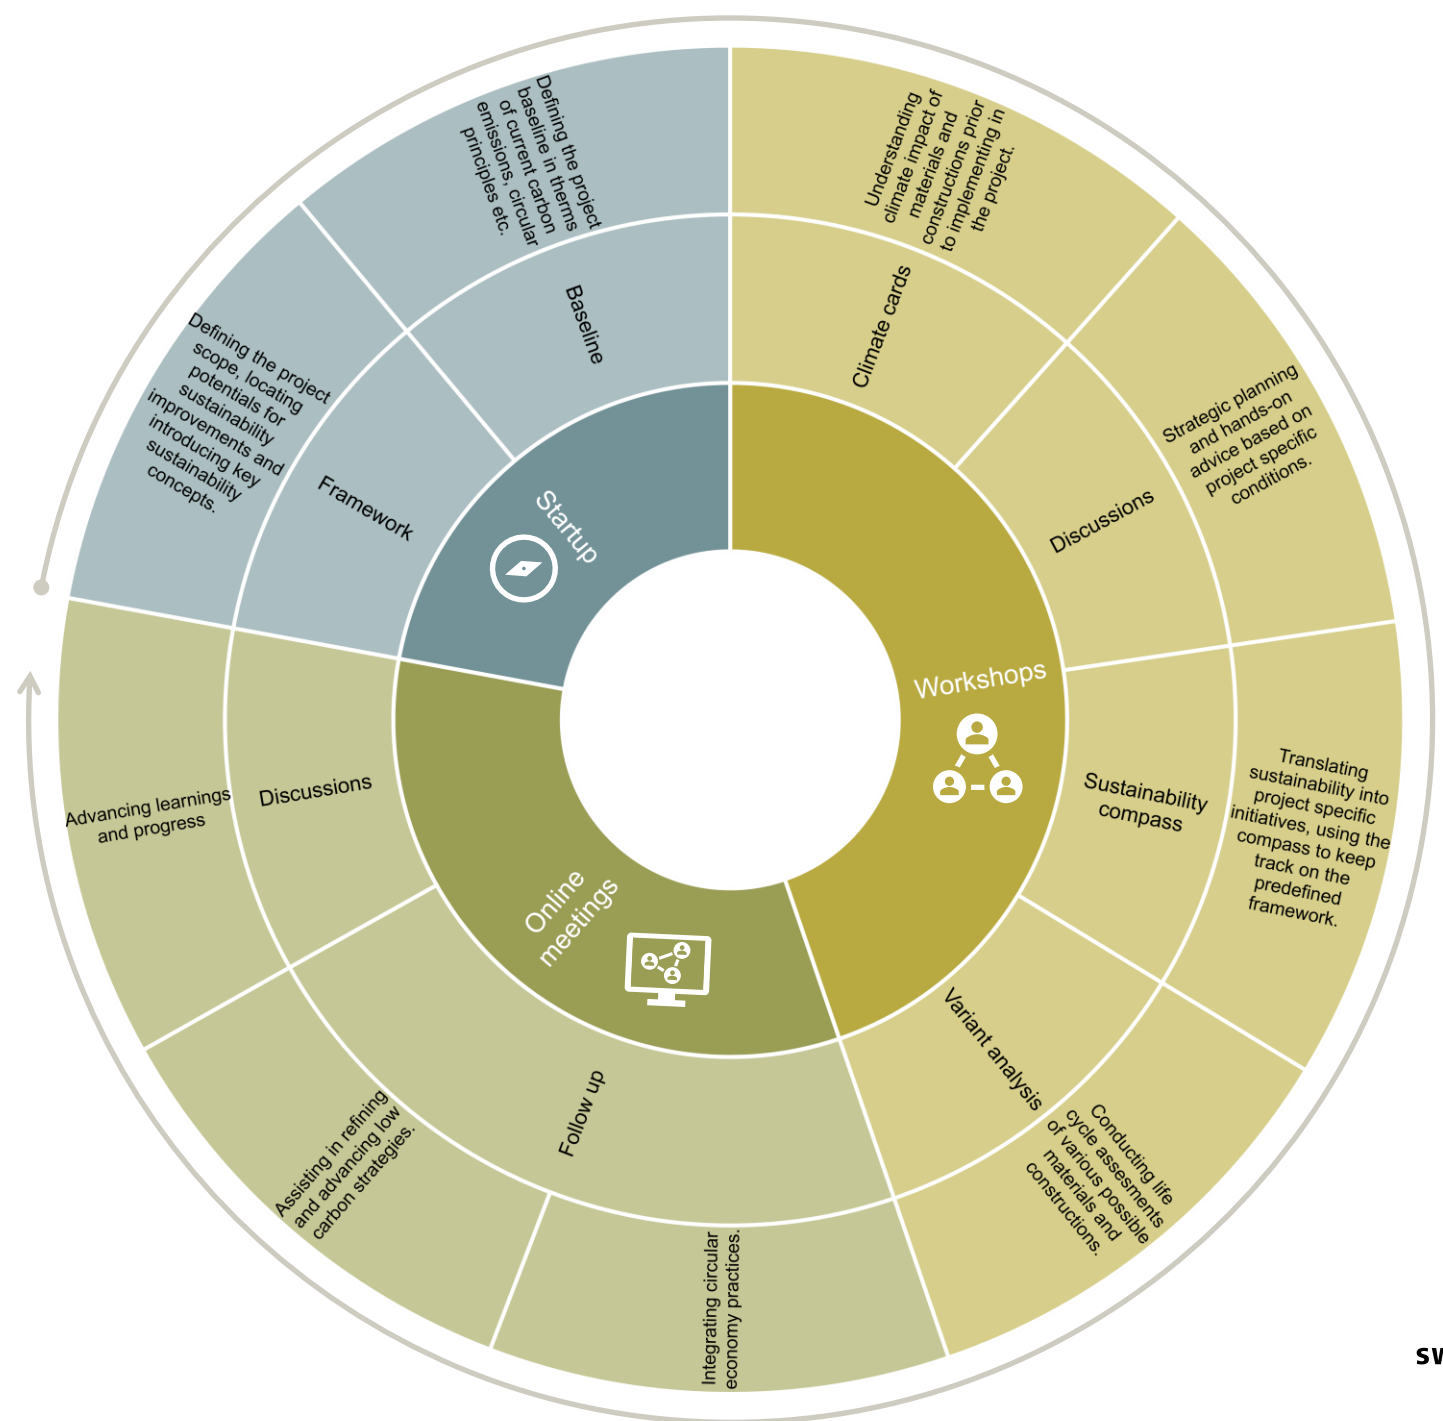 Startup
Framework
Defining the project
scope, locating
potentials for
sustainability
improvements and
introducing key
sustainability
concepts.
Baseline
Defining the project
baseline in therms
of current carbon
emissions, circular
principles etc.
Workshops
Climate cards
Understanding
climate impact of
materials and
constructions prior
to implementing in
the project.
Discussions
Strategic planning
and hands-on
advice based on
project specific
conditions.
Sustainability
compass
Translating
sustainability into
project specific
initiatives, using the
compass to keep
track on the
predefined
framework.
Variant analysis
Conducting life
cycle assesments
of various possible
materials and
constructions.
Online
meetings
Follow up
Integrating circular
economy practices.
Assisting in refining
and advancing low
carbon strategies.
Discussions
Advancing learnings
and progress